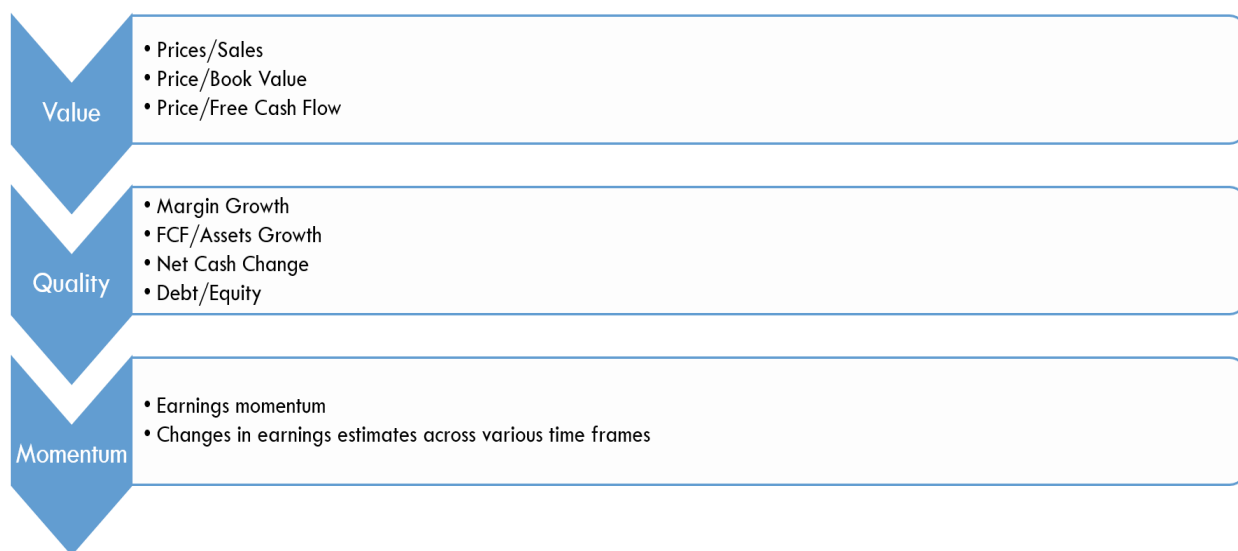 Value
• Prices/Sales
• Price/Book Value
• Price/Free Cash Flow
Quality
• Margin Growth
• FCF/Assets Growth
• Net Cash Change
• Debt/Equity
Momentum
• Earnings momentum
• Changes in earnings estimates across various time frames